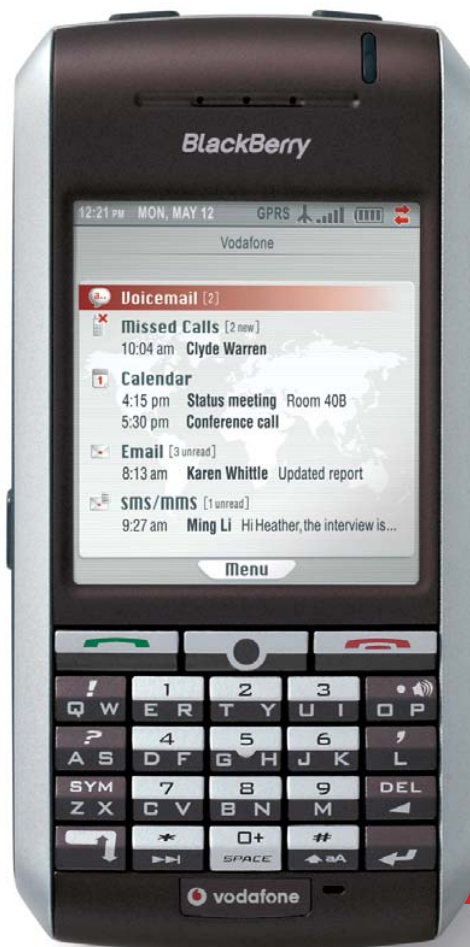 BlackBerry
12:21 PM MON, MAY 12 GPRS
Vodafone
Voicemail [2]
Missed Calls [2 new]
10:04 am Clyde Warren
1 Calendar
4:15 pm Status meeting Room 40B
5:30 pm Conference call
Email [3 unread]
8:13 am Karen Whittle Updated report
SMS/MMS [1 unread]
9:27 am Ming Li Hi Heather, the interview is...
Menu
! 1 2 3 •
Q W E R T Y U I O P
? 4 5 6 ,
A S D F G H J K L
SYM 7 8 9 DEL
Z X C V B N M
* 0+ #
SPACE aA
vodafone